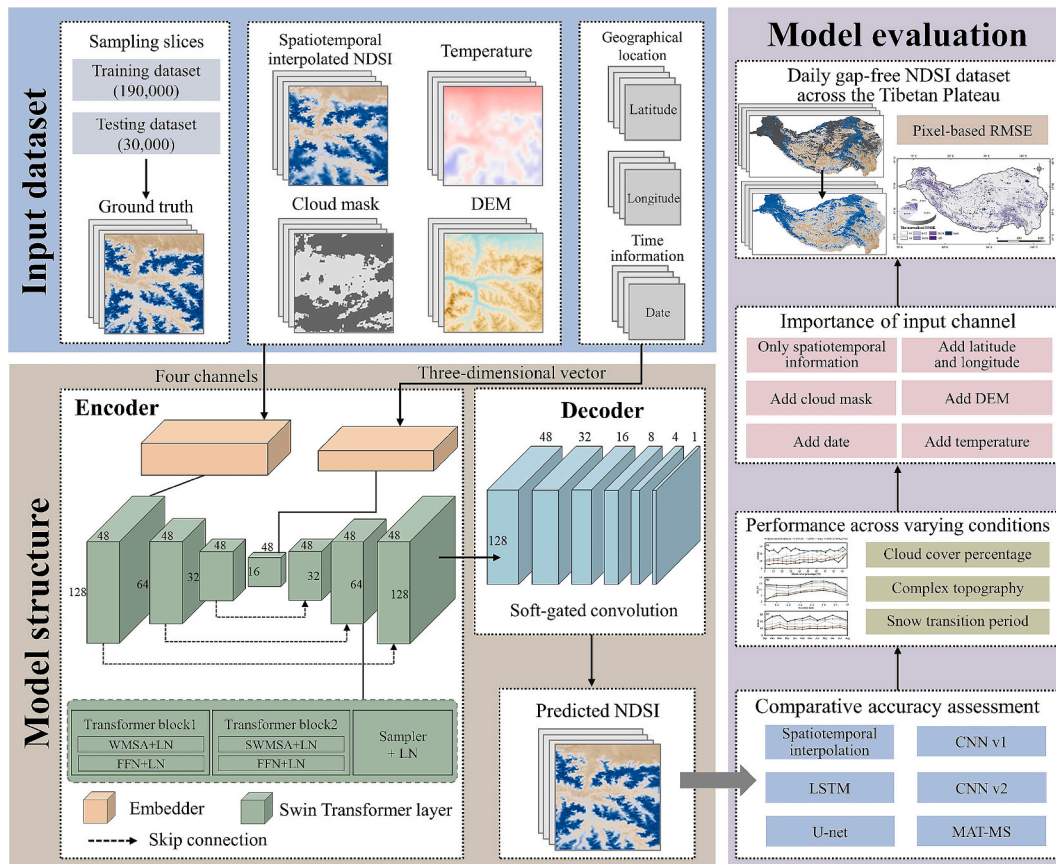 Input dataset
Sampling slices
Training dataset
(190,000)
Testing dataset
(30,000)
Ground truth
Spatiotemporal
interpolated NDSI
Temperature
Cloud mask
DEM
Geographical
location
Latitude
Longitude
Time
information
Date
Four channels
Three-dimensional vector
Model structure
Encoder
48
48
48
48
48
48
48
128
64
32
16
32
64
128
Transformer block1
WMSA+LN
FFN+LN
Transformer block2
SWMSA+LN
FFN+LN
Sampler
+ LN
Embedder
Swin Transformer layer
Skip connection
Decoder
48
32
16
8
4
1
128
Soft-gated convolution
Predicted NDSI
Model evaluation
Daily gap-free NDSI dataset
across the Tibetan Plateau
Pixel-based RMSE
Importance of input channel
Only spatiotemporal
information
Add latitude
and longitude
Add cloud mask
Add DEM
Add date
Add temperature
Performance across varying conditions
Cloud cover percentage
Complex topography
Snow transition period
Comparative accuracy assessment
Spatiotemporal
interpolation
CNN v1
LSTM
CNN v2
U-net
MAT-MS